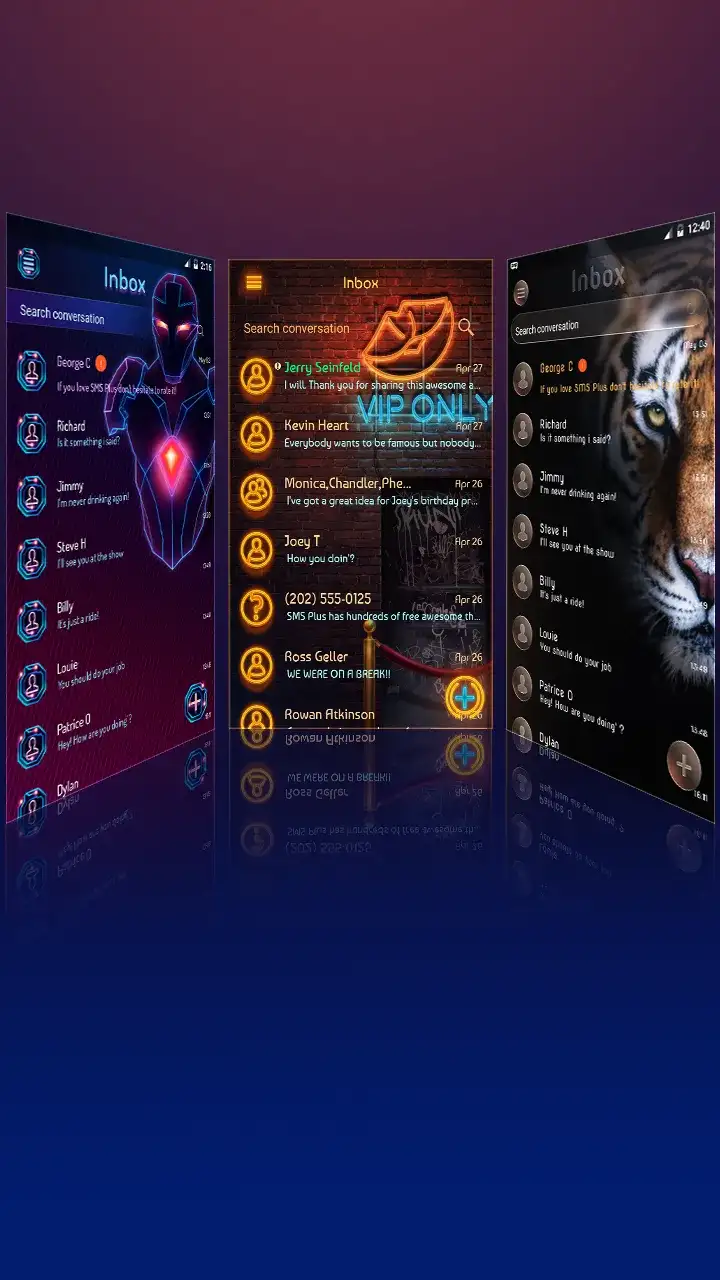 2:16
Inbox
Search conversation
George C
May 03
If you love SMS Plus don't hesitate to rate it!
Richard
Is it something i said?
Jimmy
I'm never drinking again!
Steve H
I'll see you at the show
Billy
It's just a ride!
Louie
You should do your job
Patrice O
Hey! How are you doing ?
Dylan
Inbox
Search conversation
Jerry Seinfeld
Apr 27
I will. Thank you for sharing this awesome a...
VIP ONLY
Kevin Heart
Apr 27
Everybody wants to be famous but nobody...
Monica,Chandler,Phe...
Apr 26
I've got a great idea for Joey's birthday pr...
Joey T
Apr 26
How you doin'?
(202) 555-0125
Apr 26
SMS Plus has hundreds of free awesome th...
Ross Geller
Apr 26
WE WERE ON A BREAK!!
Rowan Atkinson
12:40
Inbox
Search conversation
May 03
George C
If you love SMS Plus don't hesitate to rate it!
Richard
Is it something i said?
Jimmy
I'm never drinking again!
Steve H
I'll see you at the show
Billy
It's just a ride!
Louie
You should do your job
13:48
Patrice O
Hey! How are you doing' ?
13:48
Dylan